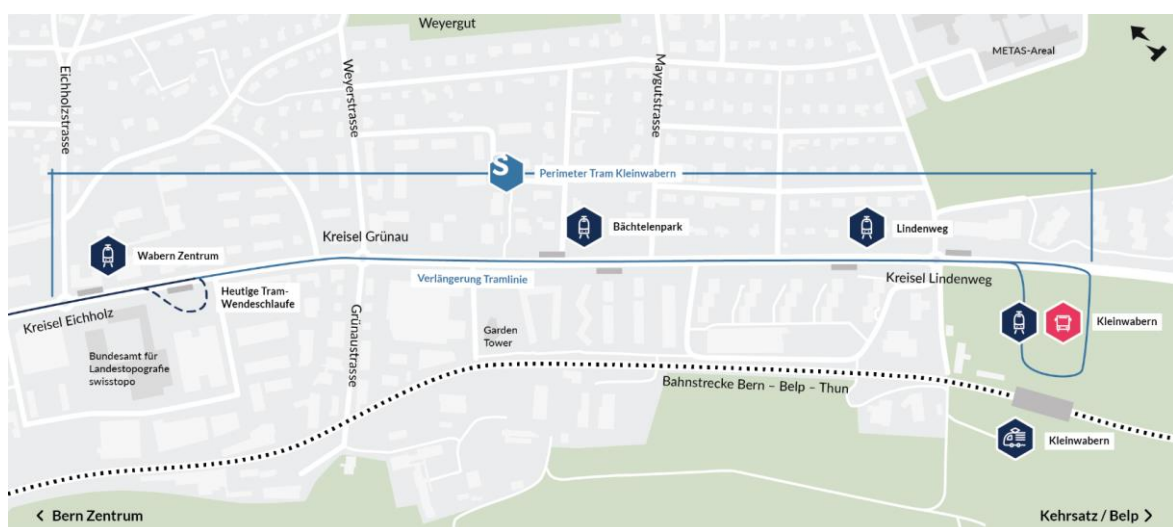 Weyergut
METAS-Areal
Eichholzstrasse
Weyerstrasse
Maygutstrasse
S
Perimeter Tram Kleinwabern
Bächtelenpark
Lindenweg
Wabern Zentrum
Kreisel Grünau
Verlängerung Tramlinie
Kreisel Lindenweg
Heutige Tram-
Wendeschlaufe
Kreisel Eichholz
Grünaustrasse
Kleinwabern
Garden
Tower
Bundesamt für
Landestopografie
swisstopo
Bahnstrecke Bern – Belp – Thun
Kleinwabern
< Bern Zentrum
Kehrsatz / Belp >